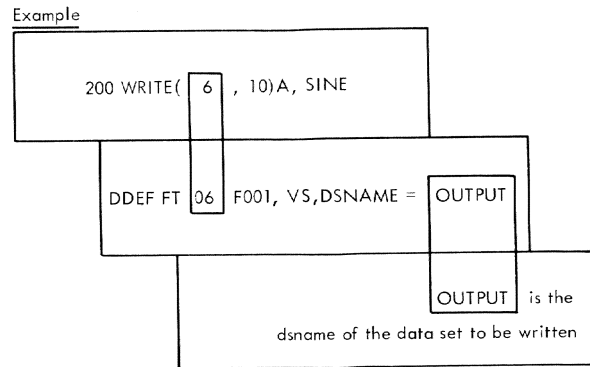 Example
200 WRITE( 6 , 10)A, SINE
DDEF FT 06 F001, VS,DSNAME = OUTPUT
OUTPUT is the
dsname of the data set to be written